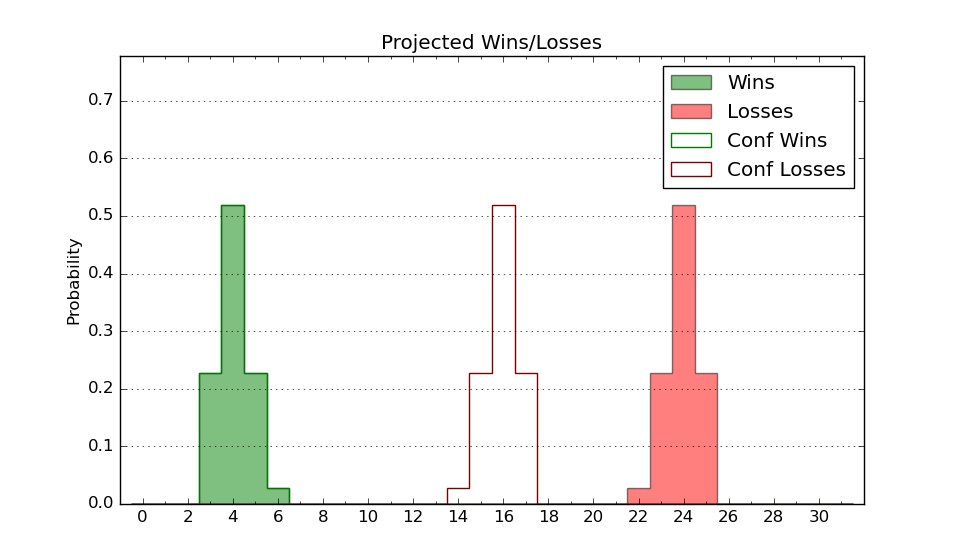 Projected Wins/Losses
Wins
Losses
Conf Wins
Conf Losses
Probability
0.7
0.6
0.5
0.4
0.3
0.2
0.1
0.0
0 2 4 6 8 10 12 14 16 18 20 22 24 26 28 30